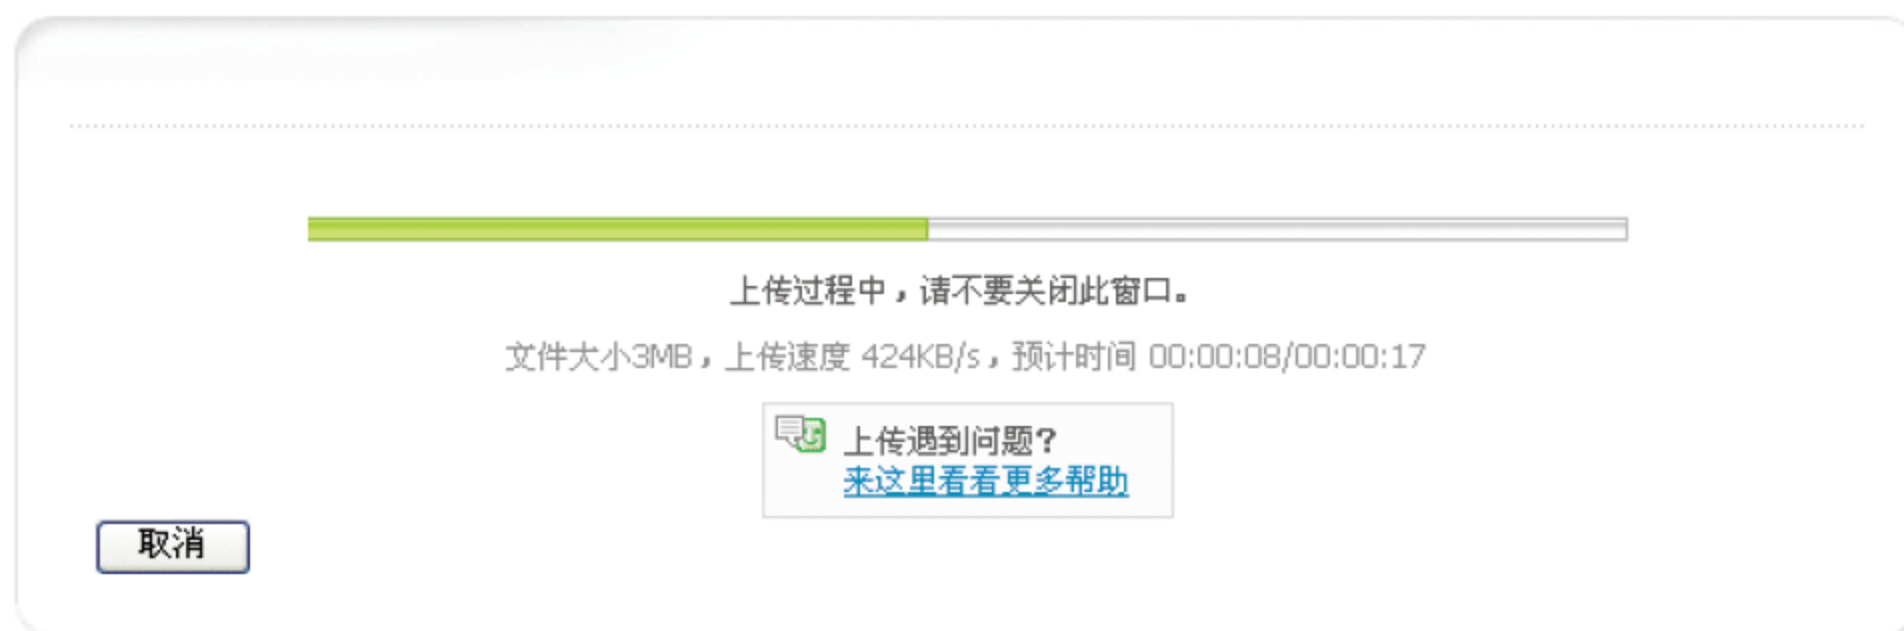 上传过程中，请不要关闭此窗口。
文件大小3MB，上传速度 424KB/s，预计时间 00:00:08/00:00:17
上传遇到问题？
来这里看看更多帮助
取消